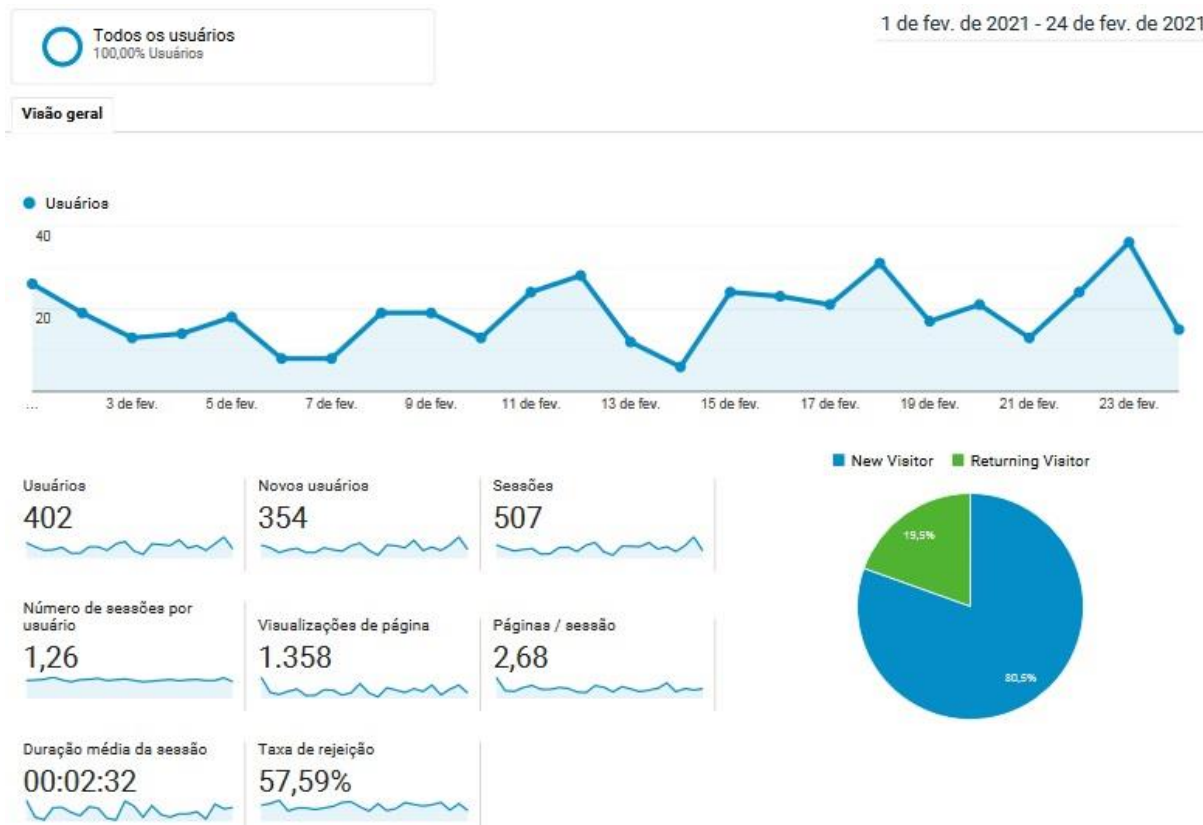 Todos os usuários
100,00% Usuários
1 de fev. de 2021 - 24 de fev. de 2021
Visão geral
Usuários
40
20
... 3 de fev. 5 de fev. 7 de fev. 9 de fev. 11 de fev. 13 de fev. 15 de fev. 17 de fev. 19 de fev. 21 de fev. 23 de fev.
New Visitor Returning Visitor
Usuários
402
Novos usuários
354
Sessões
507
Número de sessões por
usuário
1,26
Visualizações de página
1.358
Páginas / sessão
2,68
Duração média da sessão
00:02:32
Taxa de rejeição
57,59%
19,5%
80,5%